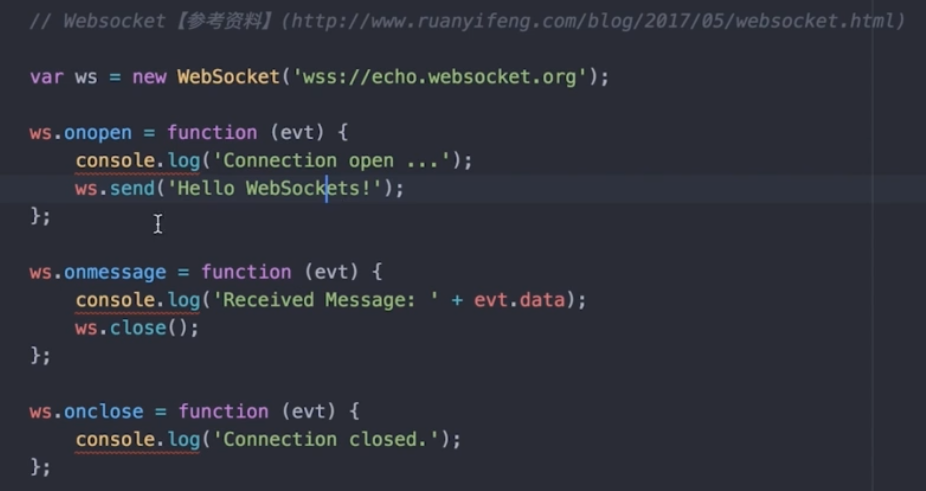 // Websocket【参考资料】(http://www.ruanyifeng.com/blog/2017/05/websocket.html)
var ws = new WebSocket('wss://echo.websocket.org');
ws.onopen = function (evt) {
    console.log('Connection open ...');
    ws.send('Hello WebSockets!');
};
ws.onmessage = function (evt) {
    console.log('Received Message: ' + evt.data);
    ws.close();
};
ws.onclose = function (evt) {
    console.log('Connection closed.');
};